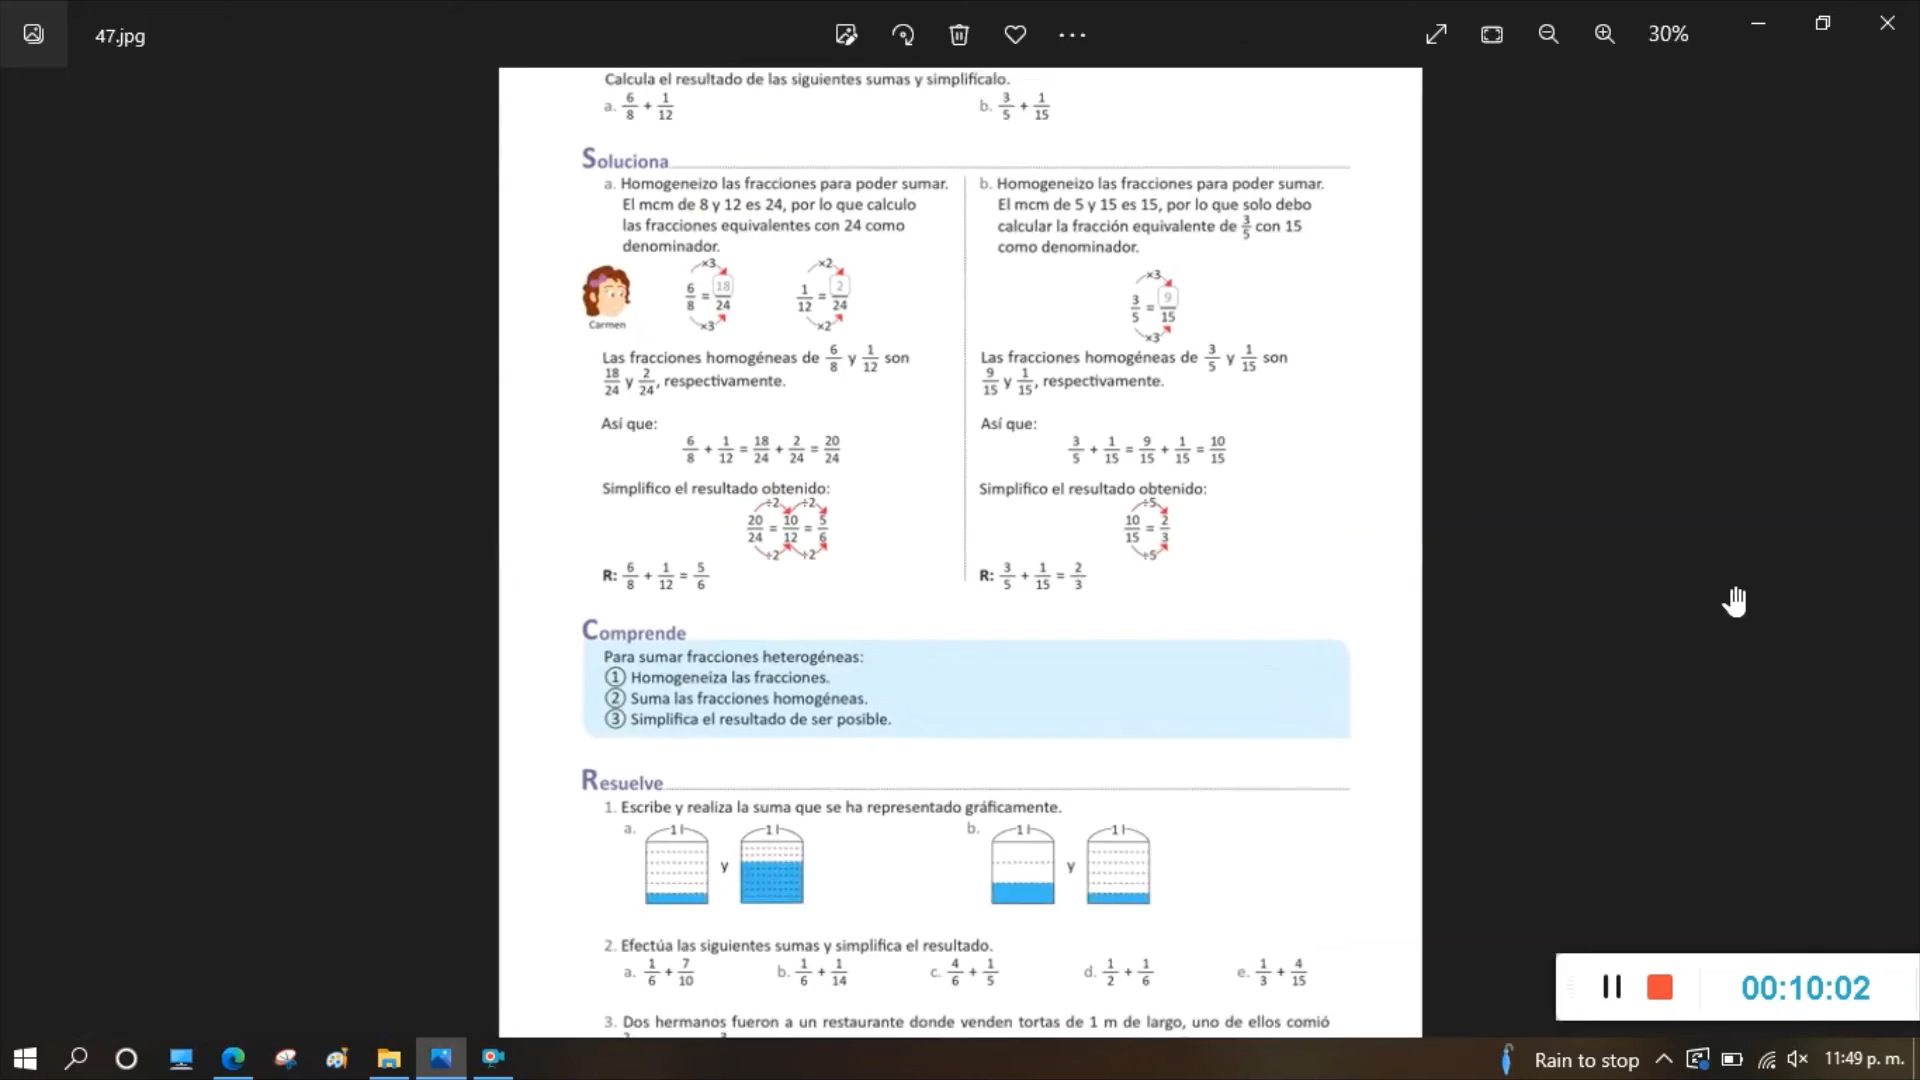 47.jpg
30%
Calcula el resultado de las siguientes sumas y simplifícalo.
a. 6/8 + 1/12
b. 3/5 + 1/15
Soluciona
a. Homogeneizo las fracciones para poder sumar.
El mcm de 8 y 12 es 24, por lo que calculo
las fracciones equivalentes con 24 como
denominador.
×3 ×2
6/8 = 18/24 1/12 = 2/24
×3 ×2
Carmen
Las fracciones homogéneas de 6/8 y 1/12 son
18/24 y 2/24, respectivamente.
Así que:
6/8 + 1/12 = 18/24 + 2/24 = 20/24
Simplifico el resultado obtenido:
÷2 ÷2
20/24 = 10/12 = 5/6
÷2 ÷2
R: 6/8 + 1/12 = 5/6
b. Homogeneizo las fracciones para poder sumar.
El mcm de 5 y 15 es 15, por lo que solo debo
calcular la fracción equivalente de 3/5 con 15
como denominador.
×3
3/5 = 9/15
×3
Las fracciones homogéneas de 3/5 y 1/15 son
9/15 y 1/15, respectivamente.
Así que:
3/5 + 1/15 = 9/15 + 1/15 = 10/15
Simplifico el resultado obtenido:
÷5
10/15 = 2/3
÷5
R: 3/5 + 1/15 = 2/3
Comprende
Para sumar fracciones heterogéneas:
① Homogeneiza las fracciones.
② Suma las fracciones homogéneas.
③ Simplifica el resultado de ser posible.
Resuelve
1. Escribe y realiza la suma que se ha representado gráficamente.
a. 1 l y 1 l
b. 1 l y 1 l
2. Efectúa las siguientes sumas y simplifica el resultado.
a. 1/6 + 7/10 b. 1/6 + 1/14 c. 4/6 + 1/5 d. 1/2 + 1/6 e. 1/3 + 4/15
3. Dos hermanos fueron a un restaurante donde venden tortas de 1 m de largo, uno de ellos comió
00:10:02
Rain to stop
11:49 p. m.